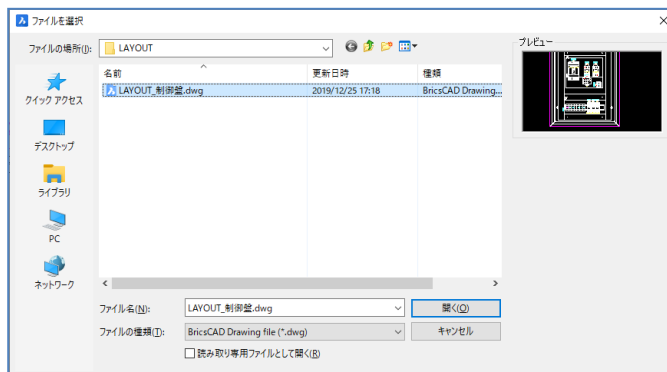 ファイルを選択
ファイルの場所(I):
LAYOUT
プレビュー
名前
更新日時
種類
LAYOUT_制御盤.dwg
2019/12/25 17:18
BricsCAD Drawing...
クイック アクセス
デスクトップ
ライブラリ
PC
ネットワーク
ファイル名(N):
LAYOUT_制御盤.dwg
開く(O)
ファイルの種類(T):
BricsCAD Drawing file (*.dwg)
キャンセル
読み取り専用ファイルとして開く(R)